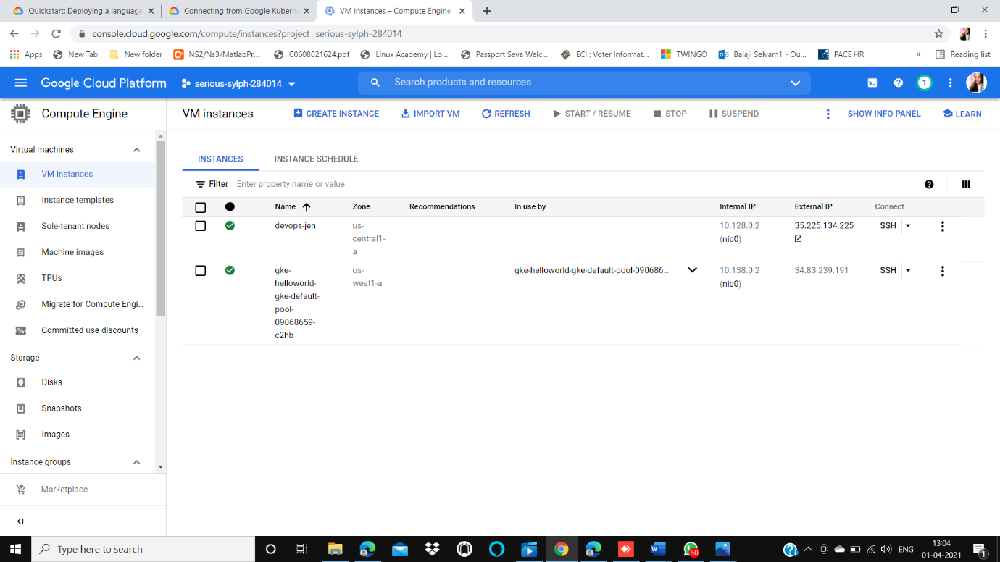 Quickstart: Deploying a language
Connecting from Google Kubern
VM instances – Compute Engine
console.cloud.google.com/compute/instances?project=serious-sylph-284014
Apps
New Tab
New folder
NS2/Ns3/MatlabPr...
C0608021624.pdf
Linux Academy | Lo...
Passport Seva Welc...
ECI : Voter Informat...
TWINGO
Balaji Selvam1 - Ou...
PACE HR
»
Reading list
Google Cloud Platform
serious-sylph-284014
Search products and resources
1
Compute Engine
VM instances
CREATE INSTANCE
IMPORT VM
REFRESH
START / RESUME
STOP
SUSPEND
SHOW INFO PANEL
LEARN
Virtual machines
VM instances
Instance templates
Sole-tenant nodes
Machine images
TPUs
Migrate for Compute Engi...
Committed use discounts
Storage
Disks
Snapshots
Images
Instance groups
Marketplace
INSTANCES
INSTANCE SCHEDULE
Filter
Enter property name or value
Name
Zone
Recommendations
In use by
Internal IP
External IP
Connect
devops-jen
us-
central1-
a
10.128.0.2
(nic0)
35.225.134.225
SSH
gke-
helloworld-
gke-default-
pool-
09068659-
c2hb
us-
west1-a
gke-helloworld-gke-default-pool-090686...
10.138.0.2
(nic0)
34.83.239.191
SSH
Type here to search
50
ENG
13:04
01-04-2021
1